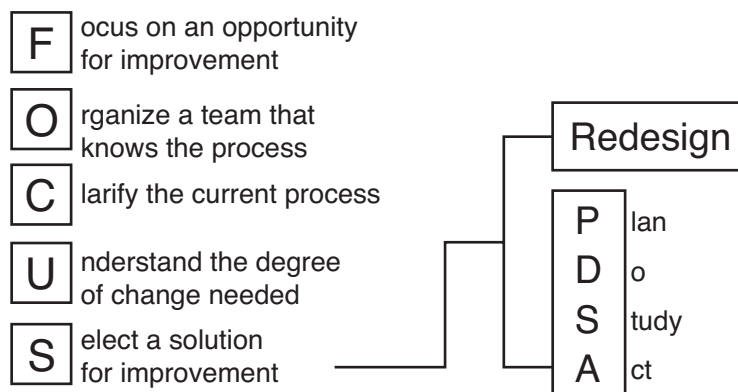 F ocus on an opportunity
for improvement
O rganize a team that
knows the process
C larify the current process
U nderstand the degree
of change needed
S elect a solution
for improvement
Redesign
P lan
D o
S tudy
A ct